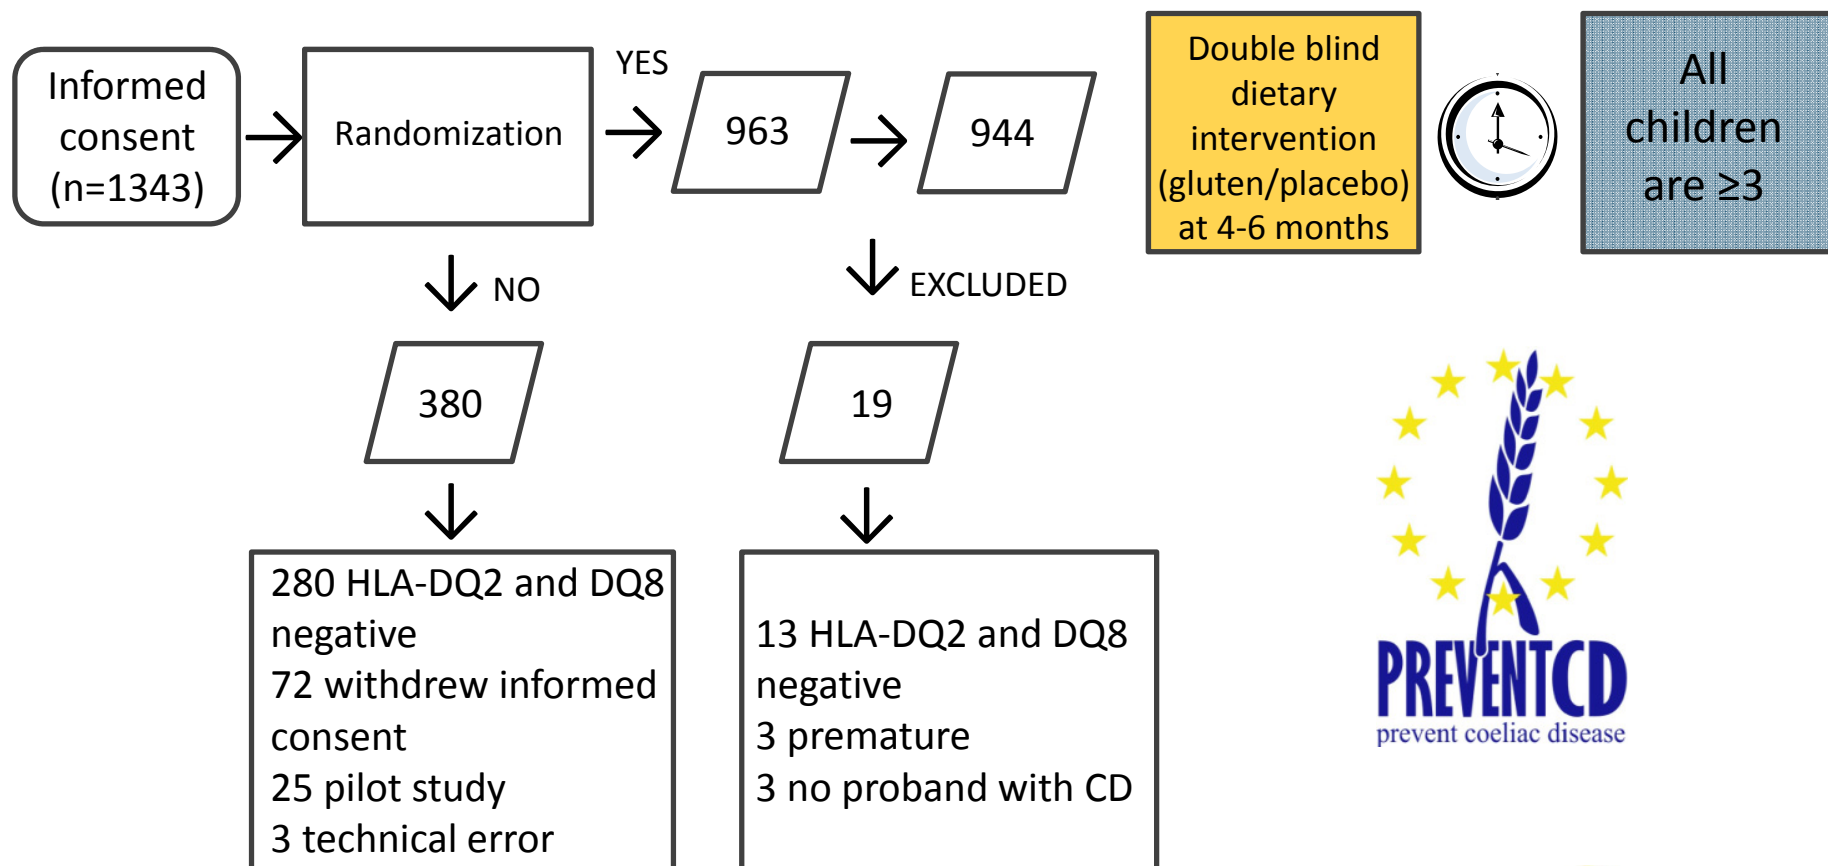 Informed
consent
(n=1343)
Randomization
YES
963
944
Double blind
dietary
intervention
(gluten/placebo)
at 4-6 months
All
children
are ≥3
NO
EXCLUDED
380
19
280 HLA-DQ2 and DQ8
negative
72 withdrew informed
consent
25 pilot study
3 technical error
13 HLA-DQ2 and DQ8
negative
3 premature
3 no proband with CD
PREVENTCD
prevent coeliac disease